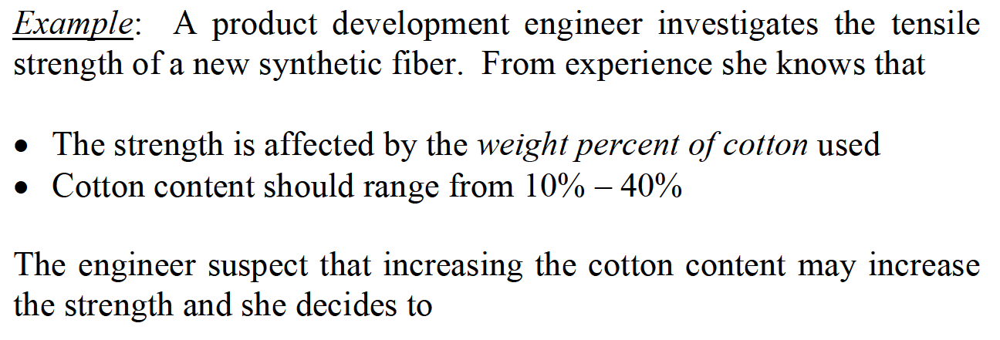 Example: A product development engineer investigates the tensile
strength of a new synthetic fiber. From experience she knows that
• The strength is affected by the weight percent of cotton used
• Cotton content should range from 10% – 40%
The engineer suspect that increasing the cotton content may increase
the strength and she decides to